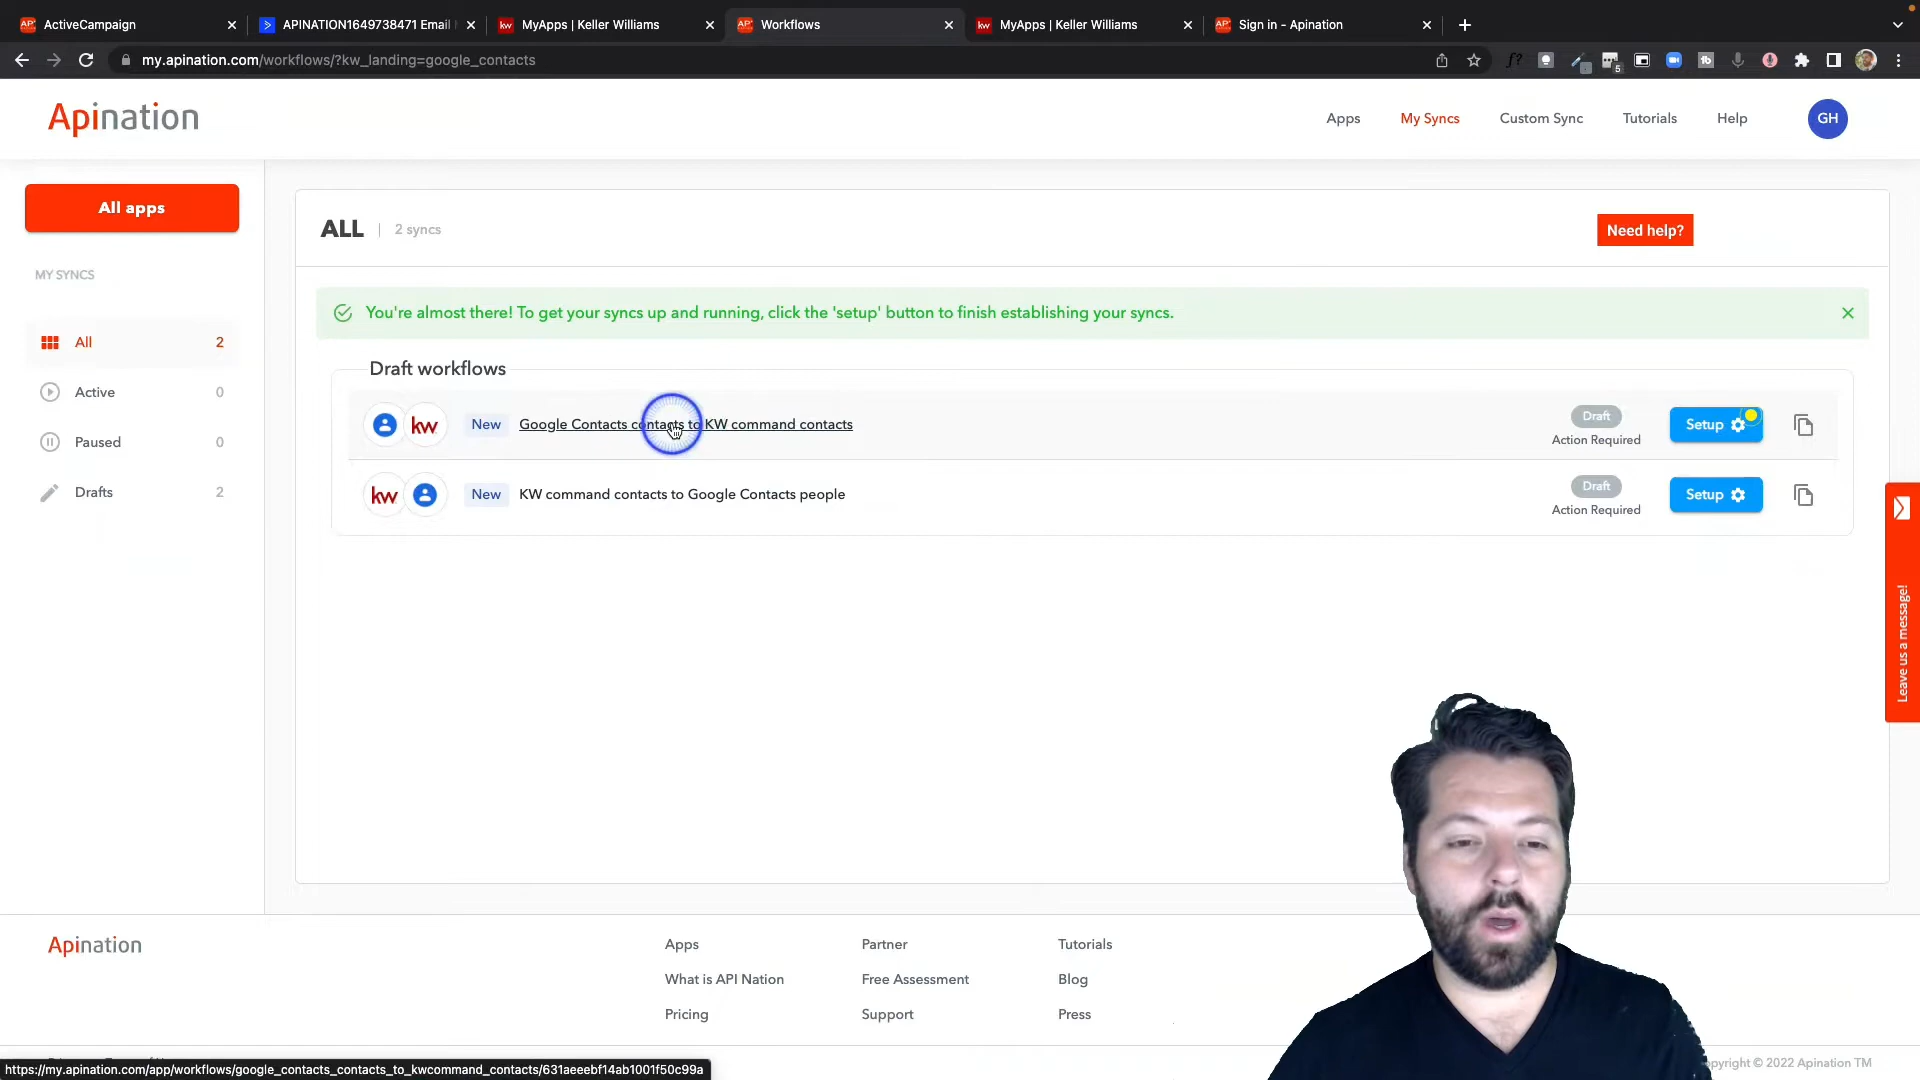 ActiveCampaign
APINATION1649738471 Email
MyApps | Keller Williams
Workflows
MyApps | Keller Williams
Sign in - Apination
my.apination.com/workflows/?kw_landing=google_contacts
Apination
Apps
My Syncs
Custom Sync
Tutorials
Help
GH
All apps
MY SYNCS
All 2
Active 0
Paused 0
Drafts 2
ALL | 2 syncs
Need help?
You're almost there! To get your syncs up and running, click the 'setup' button to finish establishing your syncs.
Draft workflows
kw New Google Contacts contacts to KW command contacts
Draft
Action Required
Setup
kw New KW command contacts to Google Contacts people
Draft
Action Required
Setup
Leave us a message!
Apination
Apps
What is API Nation
Pricing
Partner
Free Assessment
Support
Tutorials
Blog
Press
opyright © 2022 Apination TM
https://my.apination.com/app/workflows/google_contacts_contacts_to_kwcommand_contacts/631aeeebf14ab1001f50c99a